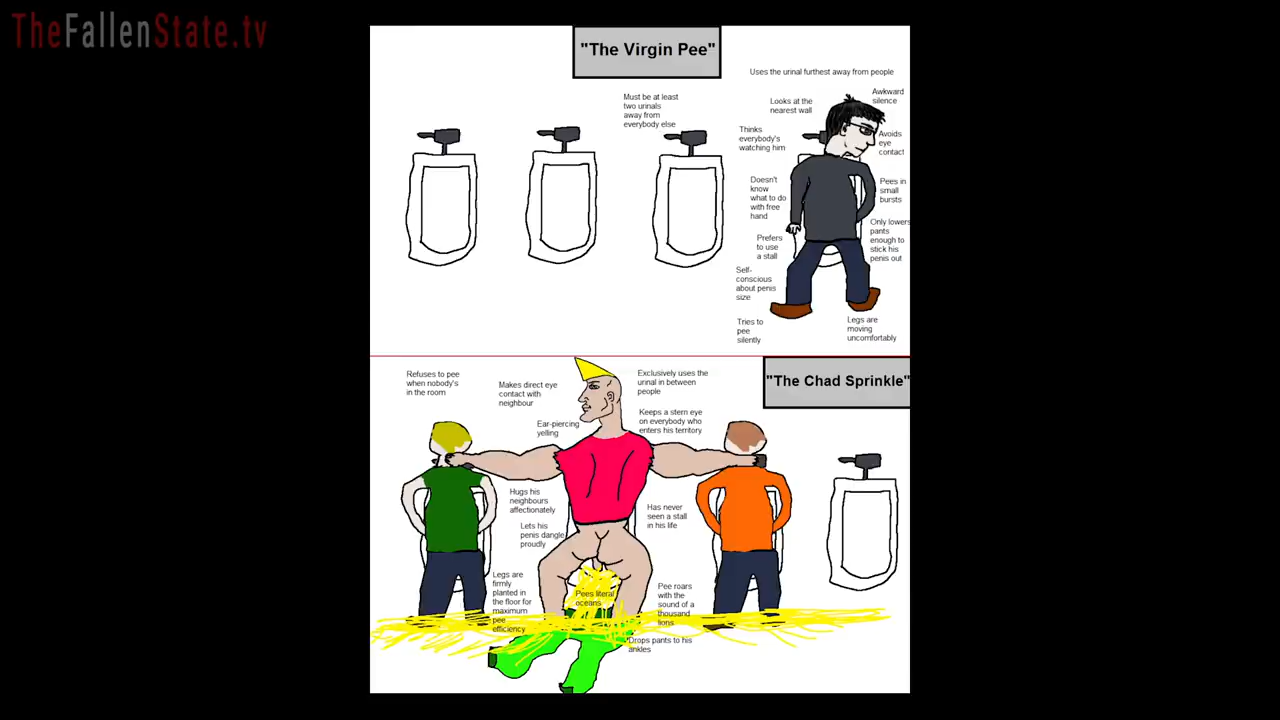 TheFallenState.tv
"The Virgin Pee"
Uses the urinal furthest away from people
Must be at least
two urinals
away from
everybody else
Looks at the
nearest wall
Awkward
silence
Thinks
everybody's
watching him
Avoids
eye
contact
Doesn't
know
what to do
with free
hand
Pees in
small
bursts
Only lowers
pants
enough to
stick his
penis out
Prefers
to use
a stall
Self-
conscious
about penis
size
Tries to
pee
silently
Legs are
moving
uncomfortably
"The Chad Sprinkle"
Refuses to pee
when nobody's
in the room
Makes direct eye
contact with
neighbour
Exclusively uses the
urinal in between
people
Ear-piercing
yelling
Keeps a stern eye
on everybody who
enters his territory
Hugs his
neighbours
affectionately
Has never
seen a stall
in his life
Lets his
penis dangle
proudly
Legs are
firmly
planted in
the floor for
maximum
pee
efficiency
Pees literal
oceans
Pee roars
with the
sound of a
thousand
lions
Drops pants to his
ankles